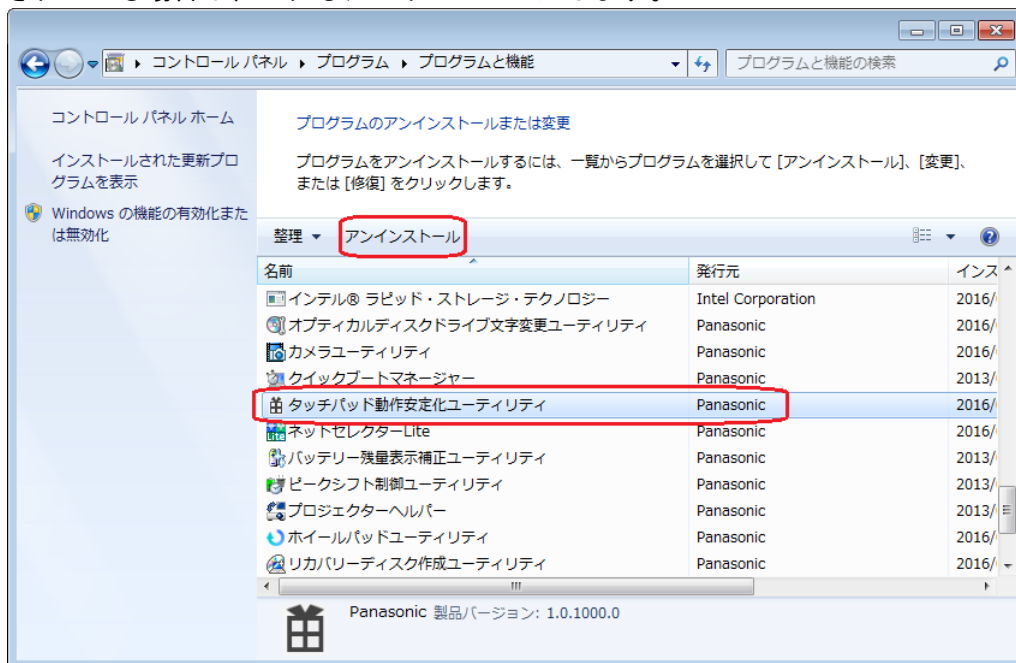 コントロール パネル ▸ プログラム ▸ プログラムと機能
プログラムと機能の検索
コントロール パネル ホーム
インストールされた更新プロ
グラムを表示
Windows の機能の有効化また
は無効化
プログラムのアンインストールまたは変更
プログラムをアンインストールするには、一覧からプログラムを選択して [アンインストール]、[変更]、
または [修復] をクリックします。
整理 ▼ アンインストール
名前 発行元 インス
インテル® ラピッド・ストレージ・テクノロジー Intel Corporation 2016/
オプティカルディスクドライブ文字変更ユーティリティ Panasonic 2016/
カメラユーティリティ Panasonic 2016/
クイックブートマネージャー Panasonic 2013/
タッチパッド動作安定化ユーティリティ Panasonic 2016/
ネットセレクターLite Panasonic 2016/
バッテリー残量表示補正ユーティリティ Panasonic 2013/
ピークシフト制御ユーティリティ Panasonic 2013/
プロジェクターヘルパー Panasonic 2013/
ホイールパッドユーティリティ Panasonic 2016/
リカバリーディスク作成ユーティリティ Panasonic 2016/
Panasonic 製品バージョン: 1.0.1000.0